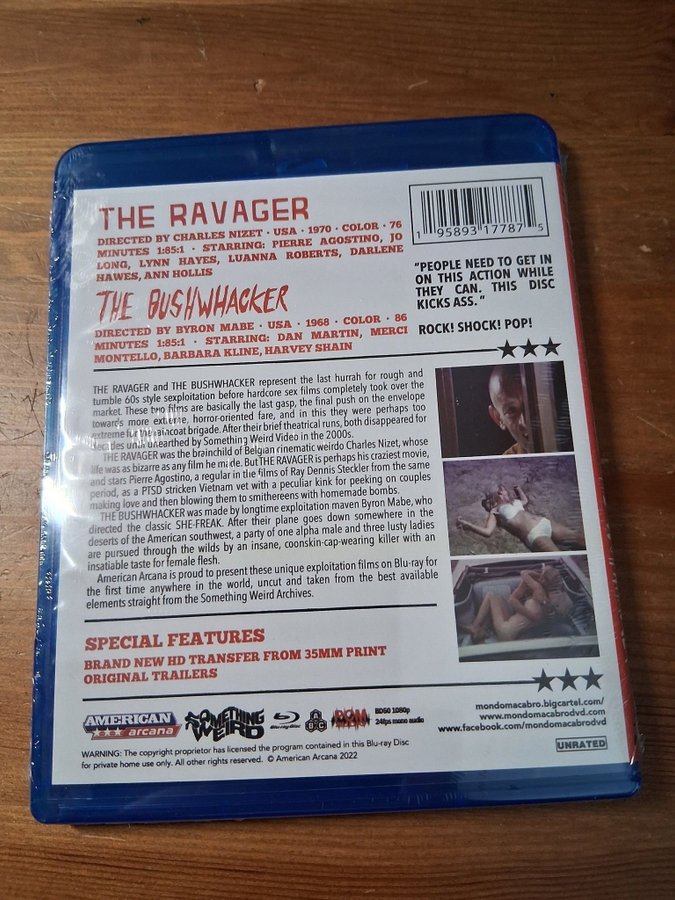 THE RAVAGER
DIRECTED BY CHARLES NIZET · USA · 1970 · COLOR · 76
MINUTES 1:85:1 · STARRING: PIERRE AGOSTINO, JO
LONG, LYNN HAYES, LUANNA ROBERTS, DARLENE
HAWES, ANN HOLLIS
THE BUSHWHACKER
DIRECTED BY BYRON MABE · USA · 1968 · COLOR · 86
MINUTES 1:85:1 · STARRING: DAN MARTIN, MERCI
MONTELLO, BARBARA KLINE, HARVEY SHAIN
1 95893 17787 5
"PEOPLE NEED TO GET IN
ON THIS ACTION WHILE
THEY CAN. THIS DISC
KICKS ASS."
ROCK! SHOCK! POP!
THE RAVAGER and THE BUSHWHACKER represent the last hurrah for rough and
tumble 60s style sexploitation before hardcore sex films completely took over the
market. These two films are basically the last gasp, the final push on the envelope
towards more extreme, horror-oriented fare, and in this they were perhaps too
extreme for the raincoat brigade. After their brief theatrical runs, both disappeared for
decades until unearthed by Something Weird Video in the 2000s.
THE RAVAGER was the brainchild of Belgian cinematic weirdo Charles Nizet, whose
life was as bizarre as any film he made. But THE RAVAGER is perhaps his craziest movie,
and stars Pierre Agostino, a regular in the films of Ray Dennis Steckler from the same
period, as a PTSD stricken Vietnam vet with a peculiar kink for peeking on couples
making love and then blowing them to smithereens with homemade bombs.
THE BUSHWHACKER was made by longtime exploitation maven Byron Mabe, who
directed the classic SHE-FREAK. After their plane goes down somewhere in the
deserts of the American southwest, a party of one alpha male and three lusty ladies
are pursued through the wilds by an insane, coonskin-cap-wearing killer with an
insatiable taste for female flesh.
American Arcana is proud to present these unique exploitation films on Blu-ray for
the first time anywhere in the world, uncut and taken from the best available
elements straight from the Something Weird Archives.
SPECIAL FEATURES
BRAND NEW HD TRANSFER FROM 35MM PRINT
ORIGINAL TRAILERS
AMERICAN
arcana
SOMETHING
WEIRD
Blu-ray Disc
A
B C
BD50 1080p
24fps mono audio
mondomacabro.bigcartel.com/
www.mondomacabrodvd.com
www.facebook.com/mondomacabrodvd
UNRATED
WARNING: The copyright proprietor has licensed the program contained in this Blu-ray Disc
for private home use only. All other rights reserved. © American Arcana 2022